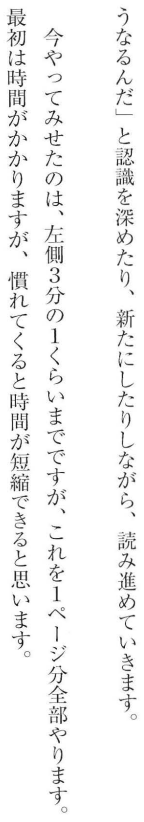 うなるんだ」と認識を深めたり、新たにしたりしながら、読み進めていきます。
今やってみせたのは、左側3分の1くらいまでですが、これを1ページ分全部やります。
最初は時間がかかりますが、慣れてくると時間が短縮できると思います。